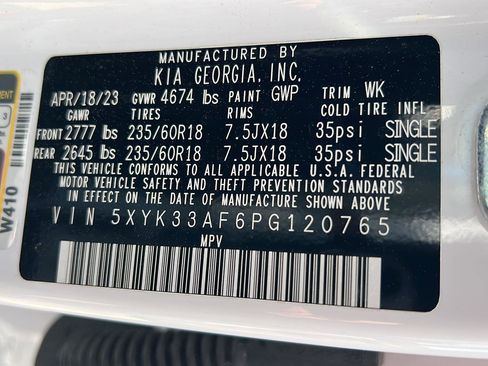 MANUFACTURED BY
KIA GEORGIA, INC.
APR/18/23 GVWR 4674 lbs PAINT GWP TRIM WK
GAWR TIRES RIMS COLD TIRE INFL
FRONT 2777 lbs 235/60R18 7.5JX18 35psi SINGLE
REAR 2645 lbs 235/60R18 7.5JX18 35psi SINGLE
THIS VEHICLE CONFORMS TO ALL APPLICABLE U.S.A. FEDERAL
MOTOR VEHICLE SAFETY AND THEFT PREVENTION STANDARDS
IN EFFECT ON THE DATE OF MANUFACTURE SHOWN ABOVE.
VIN 5XYK33AF6PG120765
MPV
W410